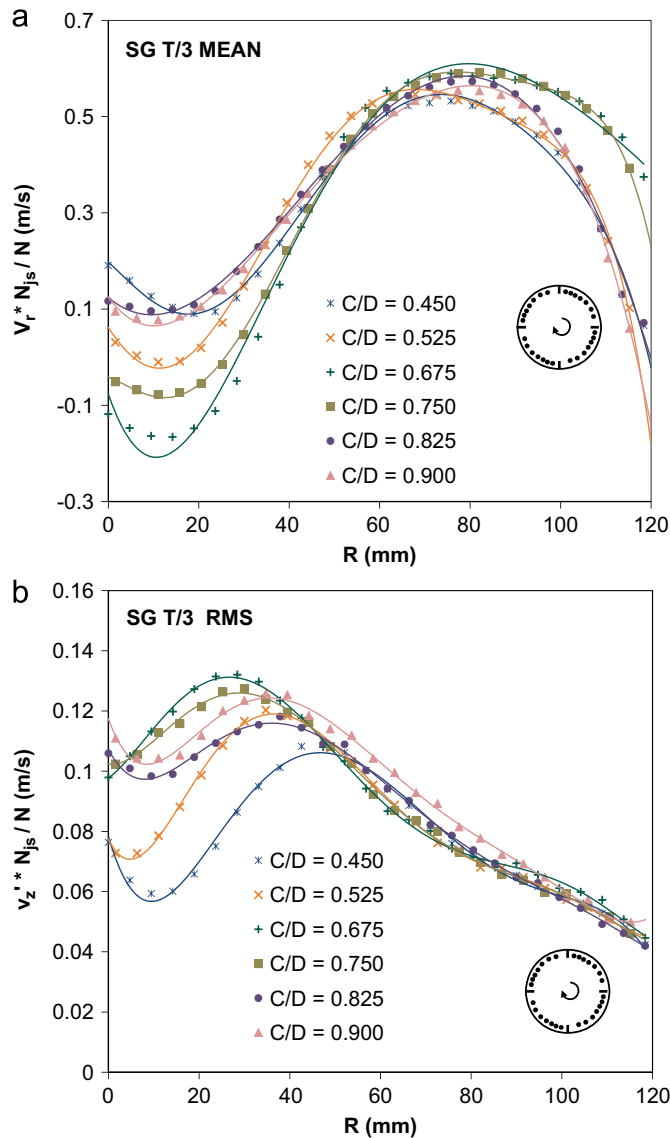 a
SG T/3 MEAN
0.7
0.5
0.3
0.1
-0.1
-0.3
Vr * Njs / N (m/s)
C/D = 0.450
C/D = 0.525
C/D = 0.675
C/D = 0.750
C/D = 0.825
C/D = 0.900
0 20 40 60 80 100 120
R (mm)
b
SG T/3 RMS
0.16
0.14
0.12
0.1
0.08
0.06
0.04
0.02
0
vz' * Njs / N (m/s)
C/D = 0.450
C/D = 0.525
C/D = 0.675
C/D = 0.750
C/D = 0.825
C/D = 0.900
0 20 40 60 80 100 120
R (mm)